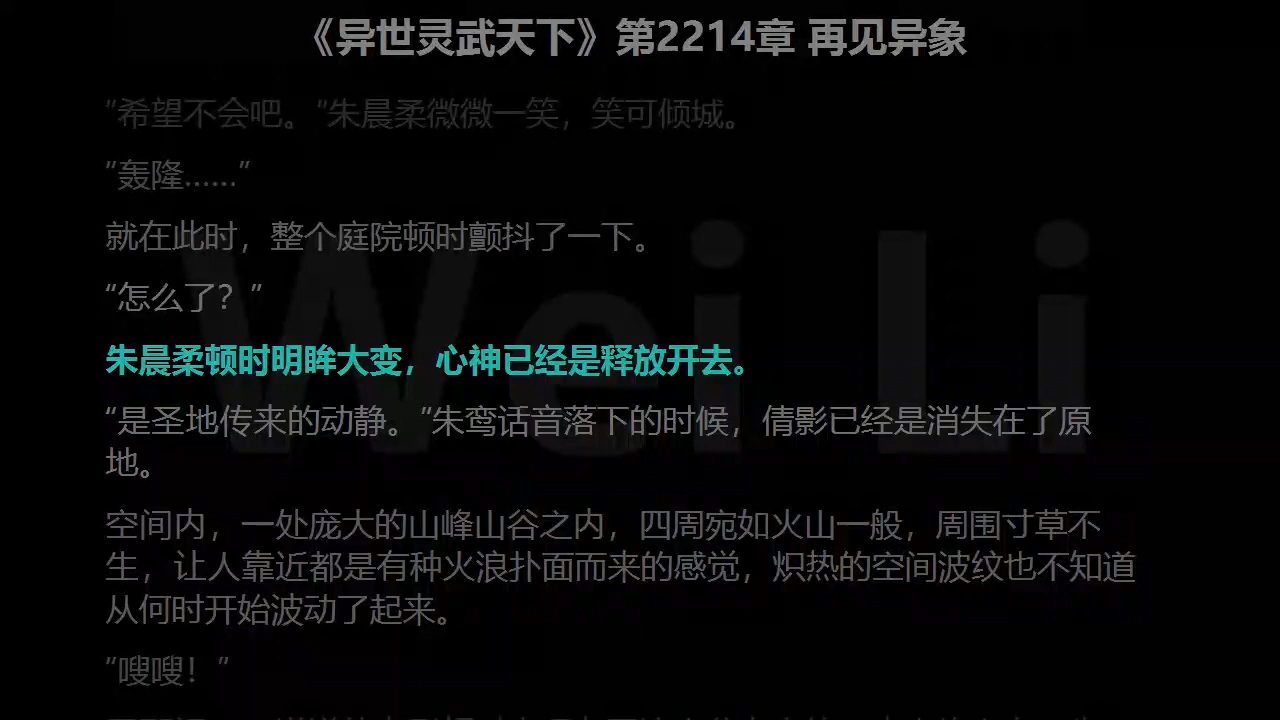 《异世灵武天下》第2214章 再见异象
“希望不会吧。“朱晨柔微微一笑，笑可倾城。
“轰隆......”
就在此时，整个庭院顿时颤抖了一下。
“怎么了？”
朱晨柔顿时明眸大变，心神已经是释放开去。
“是圣地传来的动静。”朱鸾话音落下的时候，倩影已经是消失在了原
地。
空间内，一处庞大的山峰山谷之内，四周宛如火山一般，周围寸草不
生，让人靠近都是有种火浪扑面而来的感觉，炽热的空间波纹也不知道
从何时开始波动了起来。
“嗖嗖！”
Wei Li